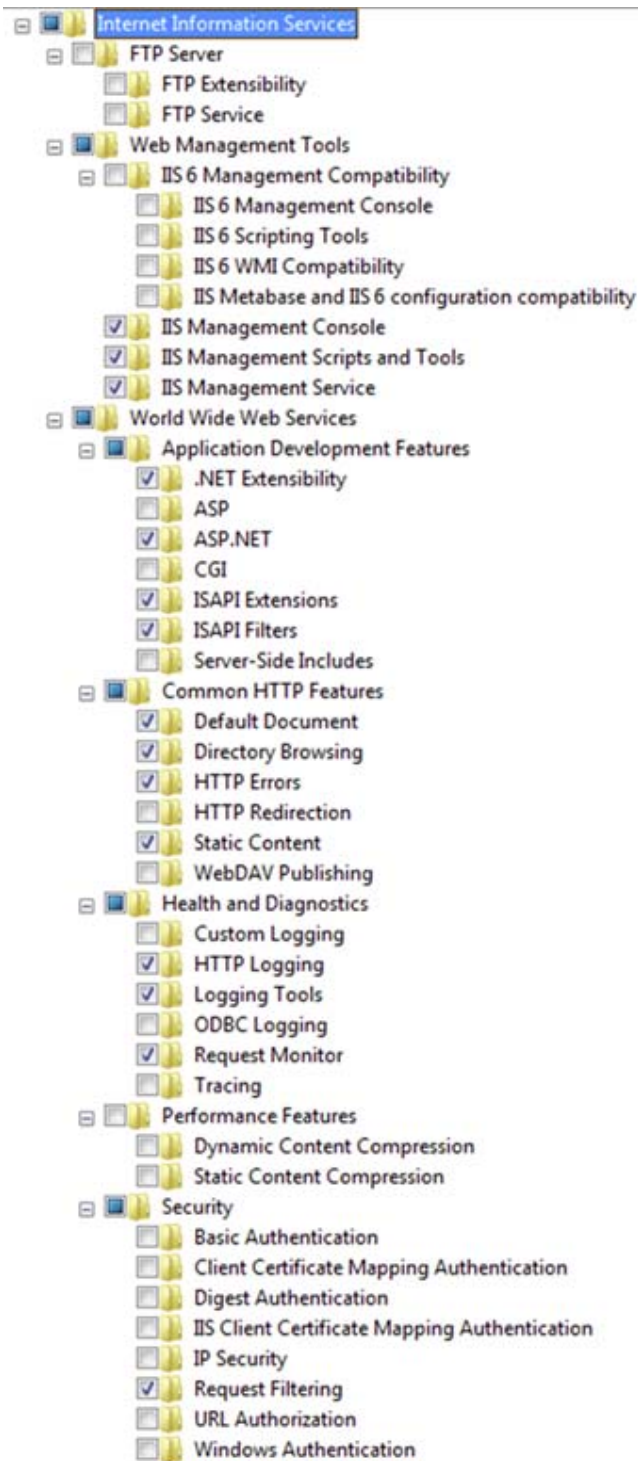 Internet Information Services
FTP Server
FTP Extensibility
FTP Service
Web Management Tools
IIS 6 Management Compatibility
IIS 6 Management Console
IIS 6 Scripting Tools
IIS 6 WMI Compatibility
IIS Metabase and IIS 6 configuration compatibility
IIS Management Console
IIS Management Scripts and Tools
IIS Management Service
World Wide Web Services
Application Development Features
.NET Extensibility
ASP
ASP.NET
CGI
ISAPI Extensions
ISAPI Filters
Server-Side Includes
Common HTTP Features
Default Document
Directory Browsing
HTTP Errors
HTTP Redirection
Static Content
WebDAV Publishing
Health and Diagnostics
Custom Logging
HTTP Logging
Logging Tools
ODBC Logging
Request Monitor
Tracing
Performance Features
Dynamic Content Compression
Static Content Compression
Security
Basic Authentication
Client Certificate Mapping Authentication
Digest Authentication
IIS Client Certificate Mapping Authentication
IP Security
Request Filtering
URL Authorization
Windows Authentication